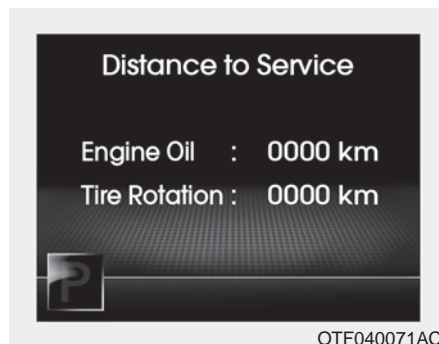 Distance to Service
Engine Oil : 0000 km
Tire Rotation : 0000 km
P
OTF040071AC